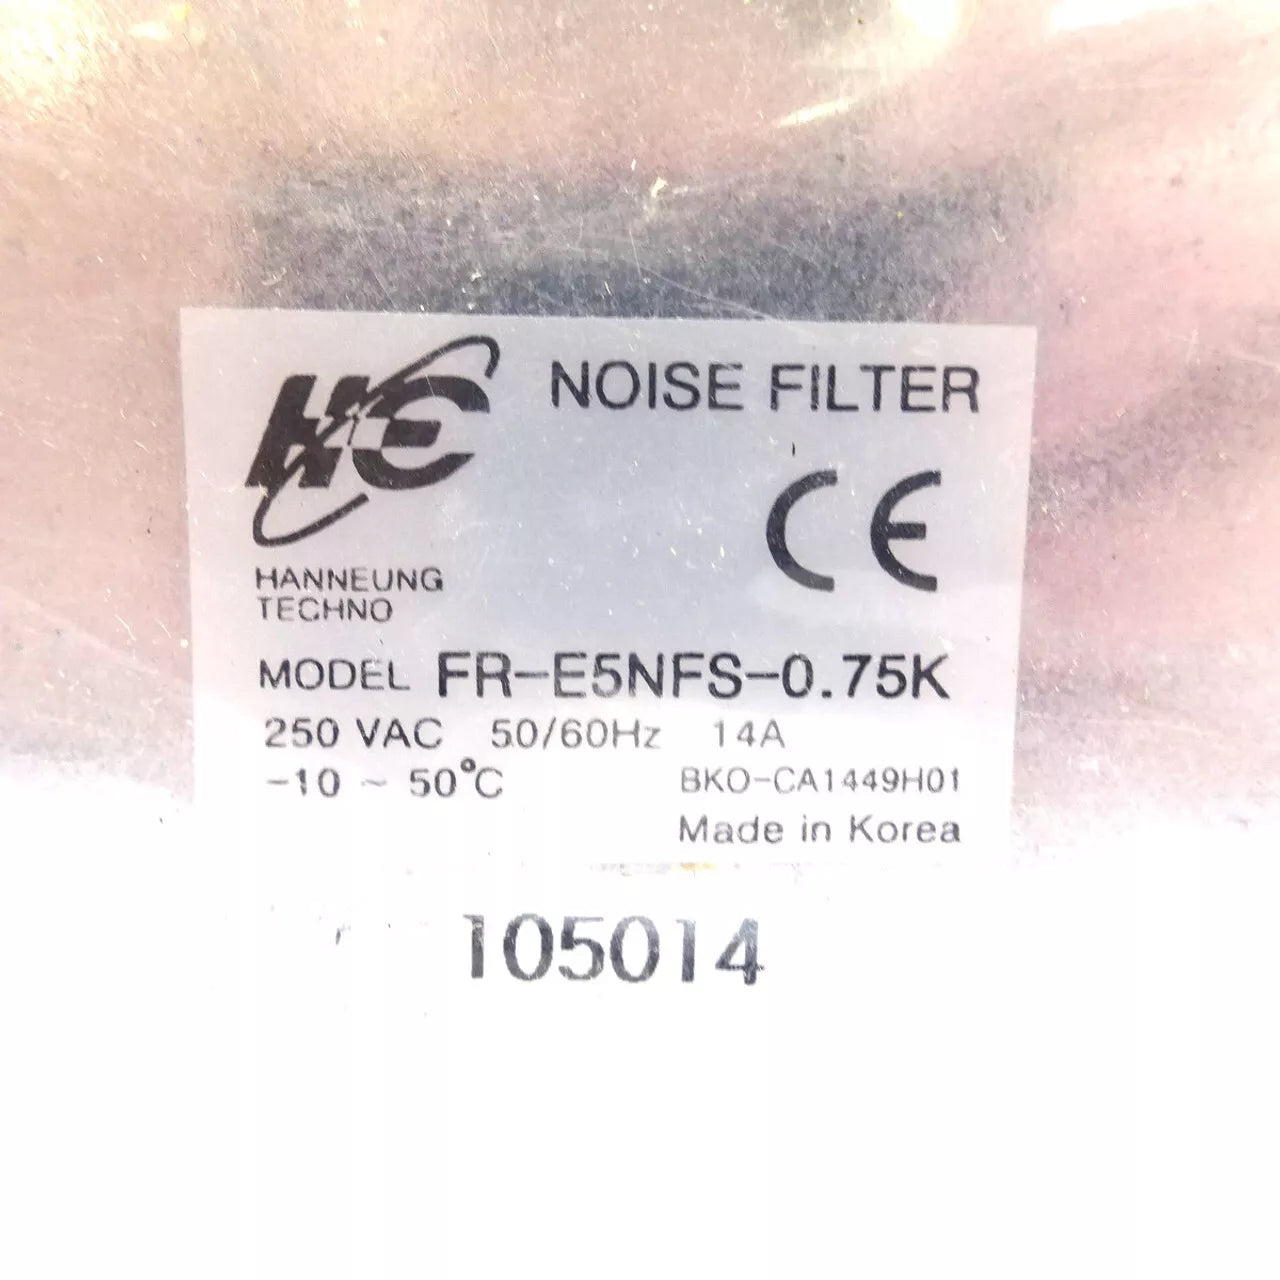 HE
NOISE FILTER
CE
HANNEUNG
TECHNO
MODEL FR-E5NFS-0.75K
250 VAC 50/60Hz 14A
-10 ~ 50°C BKO-CA1449H01
Made in Korea
105014